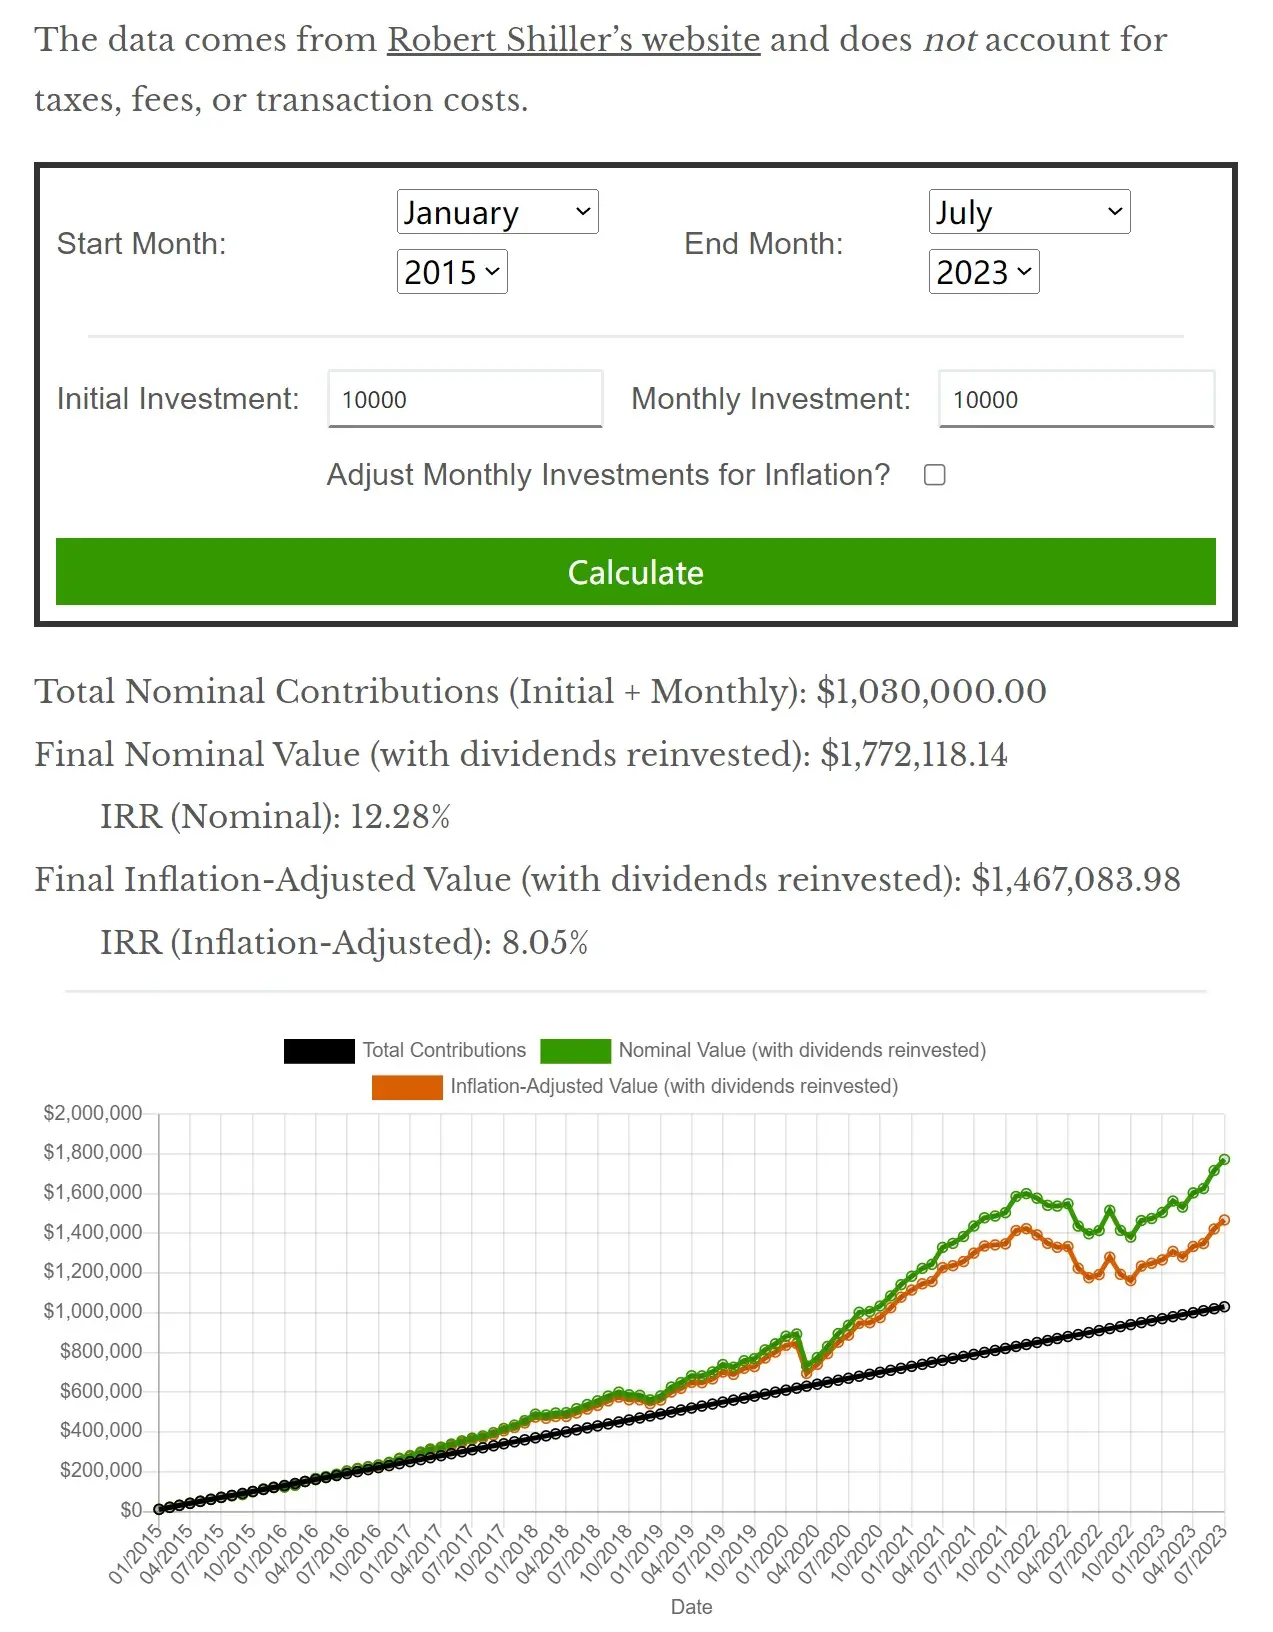 The data comes from Robert Shiller’s website and does not account for
taxes, fees, or transaction costs.
Start Month:
January
2015
End Month:
July
2023
Initial Investment:
10000
Monthly Investment:
10000
Adjust Monthly Investments for Inflation?
Calculate
Total Nominal Contributions (Initial + Monthly): $1,030,000.00
Final Nominal Value (with dividends reinvested): $1,772,118.14
IRR (Nominal): 12.28%
Final Inflation-Adjusted Value (with dividends reinvested): $1,467,083.98
IRR (Inflation-Adjusted): 8.05%
Total Contributions
Nominal Value (with dividends reinvested)
Inflation-Adjusted Value (with dividends reinvested)
$2,000,000
$1,800,000
$1,600,000
$1,400,000
$1,200,000
$1,000,000
$800,000
$600,000
$400,000
$200,000
$0
01/2015
04/2015
07/2015
10/2015
01/2016
04/2016
07/2016
10/2016
01/2017
04/2017
07/2017
10/2017
01/2018
04/2018
07/2018
10/2018
01/2019
04/2019
07/2019
10/2019
01/2020
04/2020
07/2020
10/2020
01/2021
04/2021
07/2021
10/2021
01/2022
04/2022
07/2022
10/2022
01/2023
04/2023
07/2023
Date